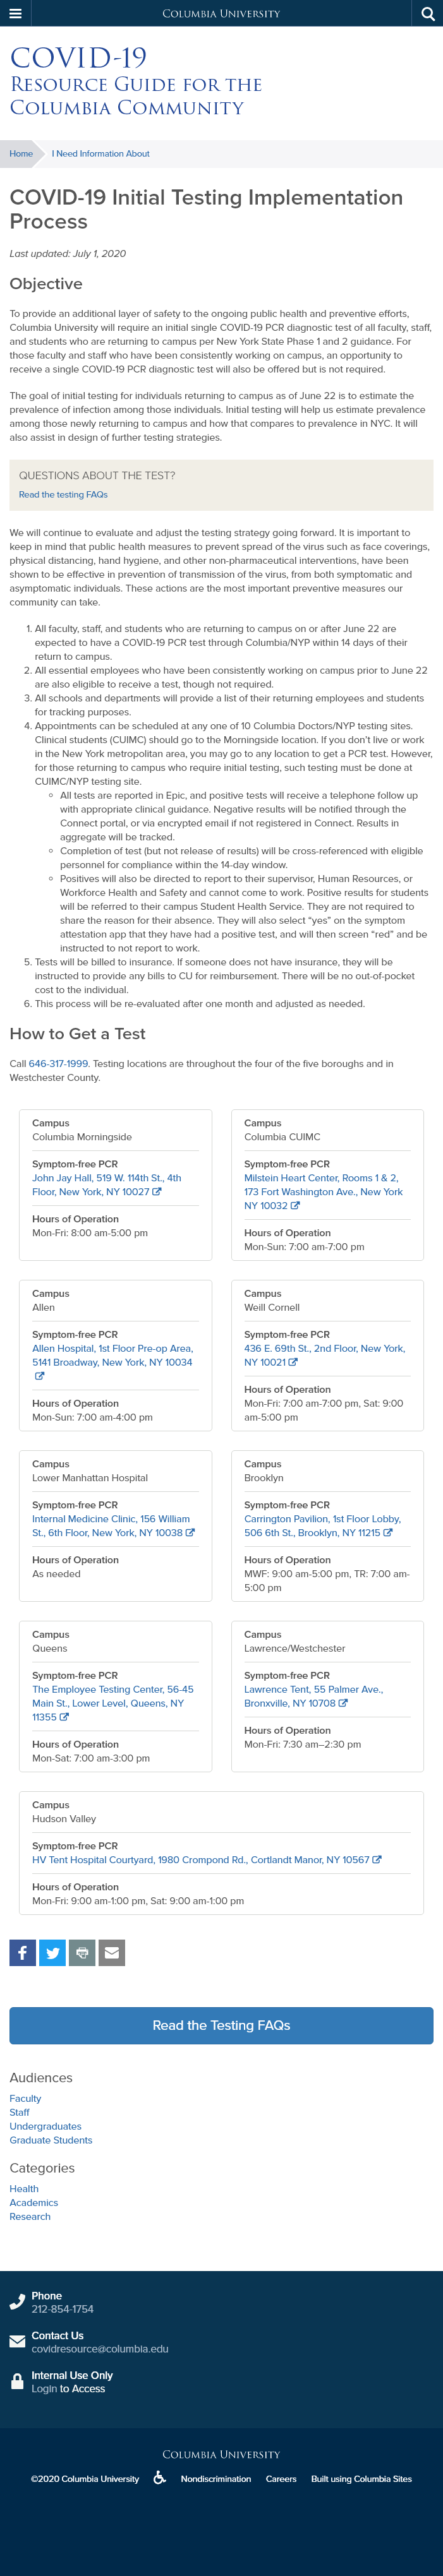 Columbia University
COVID-19
Resource Guide for the
Columbia Community
Home
I Need Information About
COVID-19 Initial Testing Implementation
Process
Last updated: July 1, 2020
Objective
To provide an additional layer of safety to the ongoing public health and preventive efforts,
Columbia University will require an initial single COVID-19 PCR diagnostic test of all faculty, staff,
and students who are returning to campus per New York State Phase 1 and 2 guidance. For
those faculty and staff who have been consistently working on campus, an opportunity to
receive a single COVID-19 PCR diagnostic test will also be offered but is not required.
The goal of initial testing for individuals returning to campus as of June 22 is to estimate the
prevalence of infection among those individuals. Initial testing will help us estimate prevalence
among those newly returning to campus and how that compares to prevalence in NYC. It will
also assist in design of further testing strategies.
QUESTIONS ABOUT THE TEST?
Read the testing FAQs
We will continue to evaluate and adjust the testing strategy going forward. It is important to
keep in mind that public health measures to prevent spread of the virus such as face coverings,
physical distancing, hand hygiene, and other non-pharmaceutical interventions, have been
shown to be effective in prevention of transmission of the virus, from both symptomatic and
asymptomatic individuals. These actions are the most important preventive measures our
community can take.
1. All faculty, staff, and students who are returning to campus on or after June 22 are
expected to have a COVID-19 PCR test through Columbia/NYP within 14 days of their
return to campus.
2. All essential employees who have been consistently working on campus prior to June 22
are also eligible to receive a test, though not required.
3. All schools and departments will provide a list of their returning employees and students
for tracking purposes.
4. Appointments can be scheduled at any one of 10 Columbia Doctors/NYP testing sites.
Clinical students (CUIMC) should go to the Morningside location. If you don't live or work
in the New York metropolitan area, you may go to any location to get a PCR test. However,
for those returning to campus who require initial testing, such testing must be done at
CUIMC/NYP testing site.
All tests are reported in Epic, and positive tests will receive a telephone follow up
with appropriate clinical guidance. Negative results will be notified through the
Connect portal, or via encrypted email if not registered in Connect. Results in
aggregate will be tracked.
Completion of test (but not release of results) will be cross-referenced with eligible
personnel for compliance within the 14-day window.
Positives will also be directed to report to their supervisor, Human Resources, or
Workforce Health and Safety and cannot come to work. Positive results for students
will be referred to their campus Student Health Service. They are not required to
share the reason for their absence. They will also select "yes" on the symptom
attestation app that they have had a positive test, and will then screen "red" and be
instructed to not report to work.
5. Tests will be billed to insurance. If someone does not have insurance, they will be
instructed to provide any bills to CU for reimbursement. There will be no out-of-pocket
cost to the individual.
6. This process will be re-evaluated after one month and adjusted as needed.
How to Get a Test
Call 646-317-1999. Testing locations are throughout the four of the five boroughs and in
Westchester County.
Campus
Columbia Morningside
Symptom-free PCR
John Jay Hall, 519 W. 114th St., 4th
Floor, New York, NY 10027
Hours of Operation
Mon-Fri: 8:00 am-5:00 pm
Campus
Columbia CUIMC
Symptom-free PCR
Milstein Heart Center, Rooms 1 & 2,
173 Fort Washington Ave., New York
NY 10032
Hours of Operation
Mon-Sun: 7:00 am-7:00 pm
Campus
Allen
Symptom-free PCR
Allen Hospital, 1st Floor Pre-op Area,
5141 Broadway, New York, NY 10034
Hours of Operation
Mon-Sun: 7:00 am-4:00 pm
Campus
Weill Cornell
Symptom-free PCR
436 E. 69th St., 2nd Floor, New York,
NY 10021
Hours of Operation
Mon-Fri: 7:00 am-7:00 pm, Sat: 9:00
am-5:00 pm
Campus
Lower Manhattan Hospital
Symptom-free PCR
Internal Medicine Clinic, 156 William
St., 6th Floor, New York, NY 10038
Hours of Operation
As needed
Campus
Brooklyn
Symptom-free PCR
Carrington Pavilion, 1st Floor Lobby,
506 6th St., Brooklyn, NY 11215
Hours of Operation
MWF: 9:00 am-5:00 pm, TR: 7:00 am-
5:00 pm
Campus
Queens
Symptom-free PCR
The Employee Testing Center, 56-45
Main St., Lower Level, Queens, NY
11355
Hours of Operation
Mon-Sat: 7:00 am-3:00 pm
Campus
Lawrence/Westchester
Symptom-free PCR
Lawrence Tent, 55 Palmer Ave.,
Bronxville, NY 10708
Hours of Operation
Mon-Fri: 7:30 am–2:30 pm
Campus
Hudson Valley
Symptom-free PCR
HV Tent Hospital Courtyard, 1980 Crompond Rd., Cortlandt Manor, NY 10567
Hours of Operation
Mon-Fri: 9:00 am-1:00 pm, Sat: 9:00 am-1:00 pm
Read the Testing FAQs
Audiences
Faculty
Staff
Undergraduates
Graduate Students
Categories
Health
Academics
Research
Phone
212-854-1754
Contact Us
covidresource@columbia.edu
Internal Use Only
Login to Access
Columbia University
©2020 Columbia University
Nondiscrimination
Careers
Built using Columbia Sites